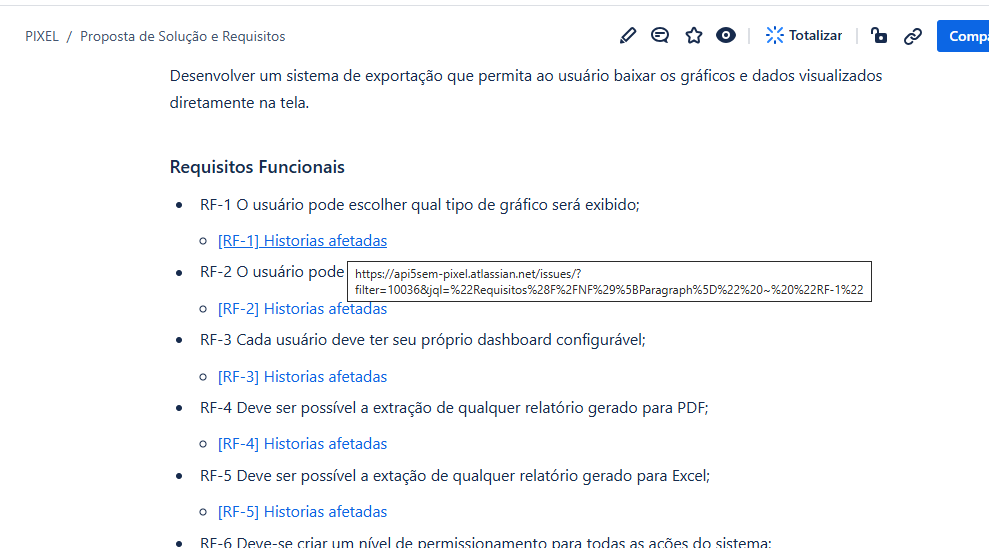 PIXEL / Proposta de Solução e Requisitos
Totalizar
Compa
Desenvolver um sistema de exportação que permita ao usuário baixar os gráficos e dados visualizados
diretamente na tela.
Requisitos Funcionais
• RF-1 O usuário pode escolher qual tipo de gráfico será exibido;
[RF-1] Historias afetadas
• RF-2 O usuário pode
https://api5sem-pixel.atlassian.net/issues/?
filter=10036&jql=%22Requisitos%28F%2FNF%29%5BParagraph%5D%22%20~%20%22RF-1%22
[RF-2] Historias afetadas
• RF-3 Cada usuário deve ter seu próprio dashboard configurável;
[RF-3] Historias afetadas
• RF-4 Deve ser possível a extração de qualquer relatório gerado para PDF;
[RF-4] Historias afetadas
• RF-5 Deve ser possível a extação de qualquer relatório gerado para Excel;
[RF-5] Historias afetadas
• RF-6 Deve-se criar um nível de permissionamento para todas as ações do sistema;